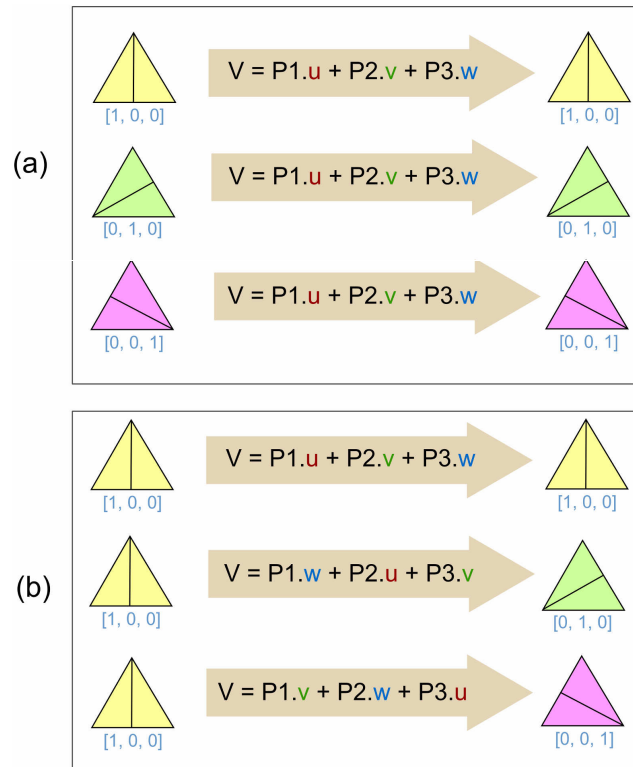 (a)
V = P1.u + P2.v + P3.w
[1, 0, 0]
[1, 0, 0]
V = P1.u + P2.v + P3.w
[0, 1, 0]
[0, 1, 0]
V = P1.u + P2.v + P3.w
[0, 0, 1]
[0, 0, 1]
(b)
V = P1.u + P2.v + P3.w
[1, 0, 0]
[1, 0, 0]
V = P1.w + P2.u + P3.v
[1, 0, 0]
[0, 1, 0]
V = P1.v + P2.w + P3.u
[1, 0, 0]
[0, 0, 1]